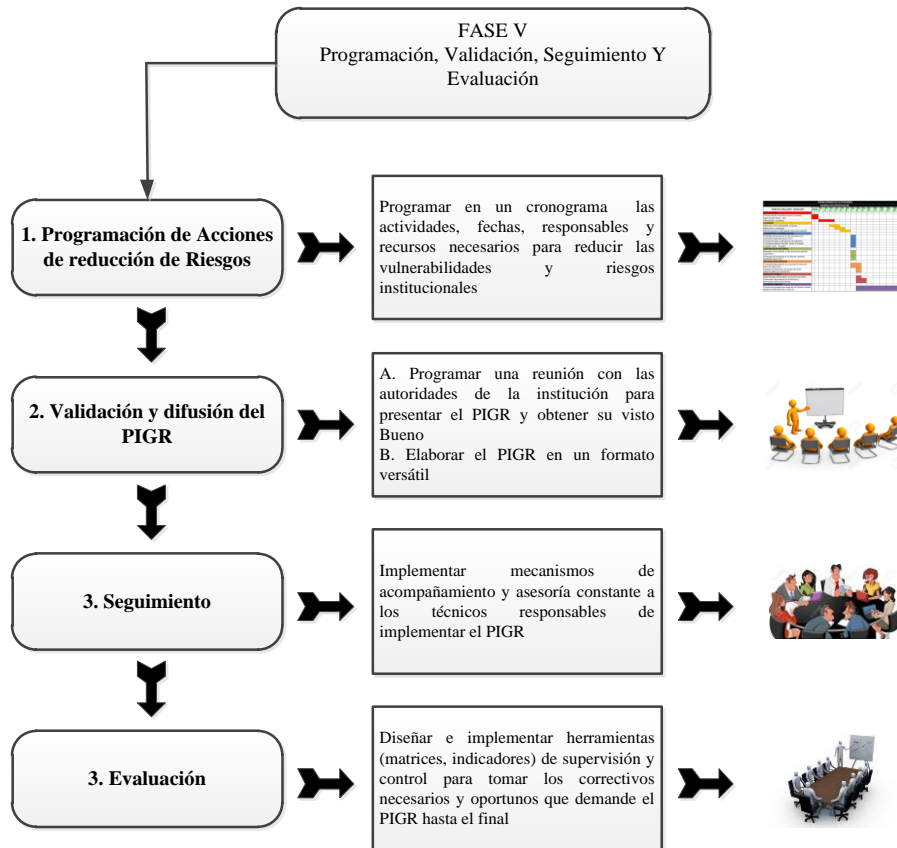 FASE V
Programación, Validación, Seguimiento Y
Evaluación
1. Programación de Acciones
de reducción de Riesgos
Programar en un cronograma las
actividades, fechas, responsables y
recursos necesarios para reducir las
vulnerabilidades y riesgos
institucionales
2. Validación y difusión del
PIGR
A. Programar una reunión con las
autoridades de la institución para
presentar el PIGR y obtener su visto
Bueno
B. Elaborar el PIGR en un formato
versátil
3. Seguimiento
Implementar mecanismos de
acompañamiento y asesoría constante a
los técnicos responsables de
implementar el PIGR
3. Evaluación
Diseñar e implementar herramientas
(matrices, indicadores) de supervisión y
control para tomar los correctivos
necesarios y oportunos que demande el
PIGR hasta el final